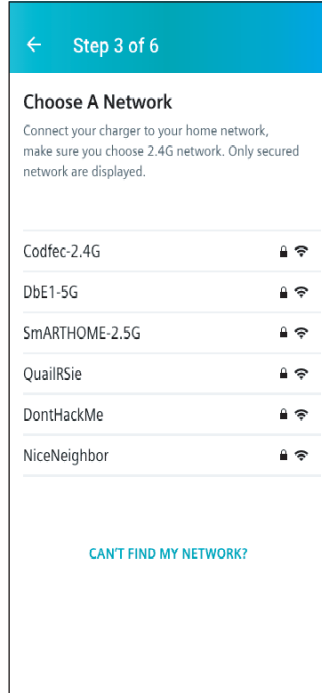 Step 3 of 6
Choose A Network
Connect your charger to your home network,
make sure you choose 2.4G network. Only secured
network are displayed.
Codfec-2.4G
DbE1-5G
SmARTHOME-2.5G
QuailRSie
DontHackMe
NiceNeighbor
CAN'T FIND MY NETWORK?